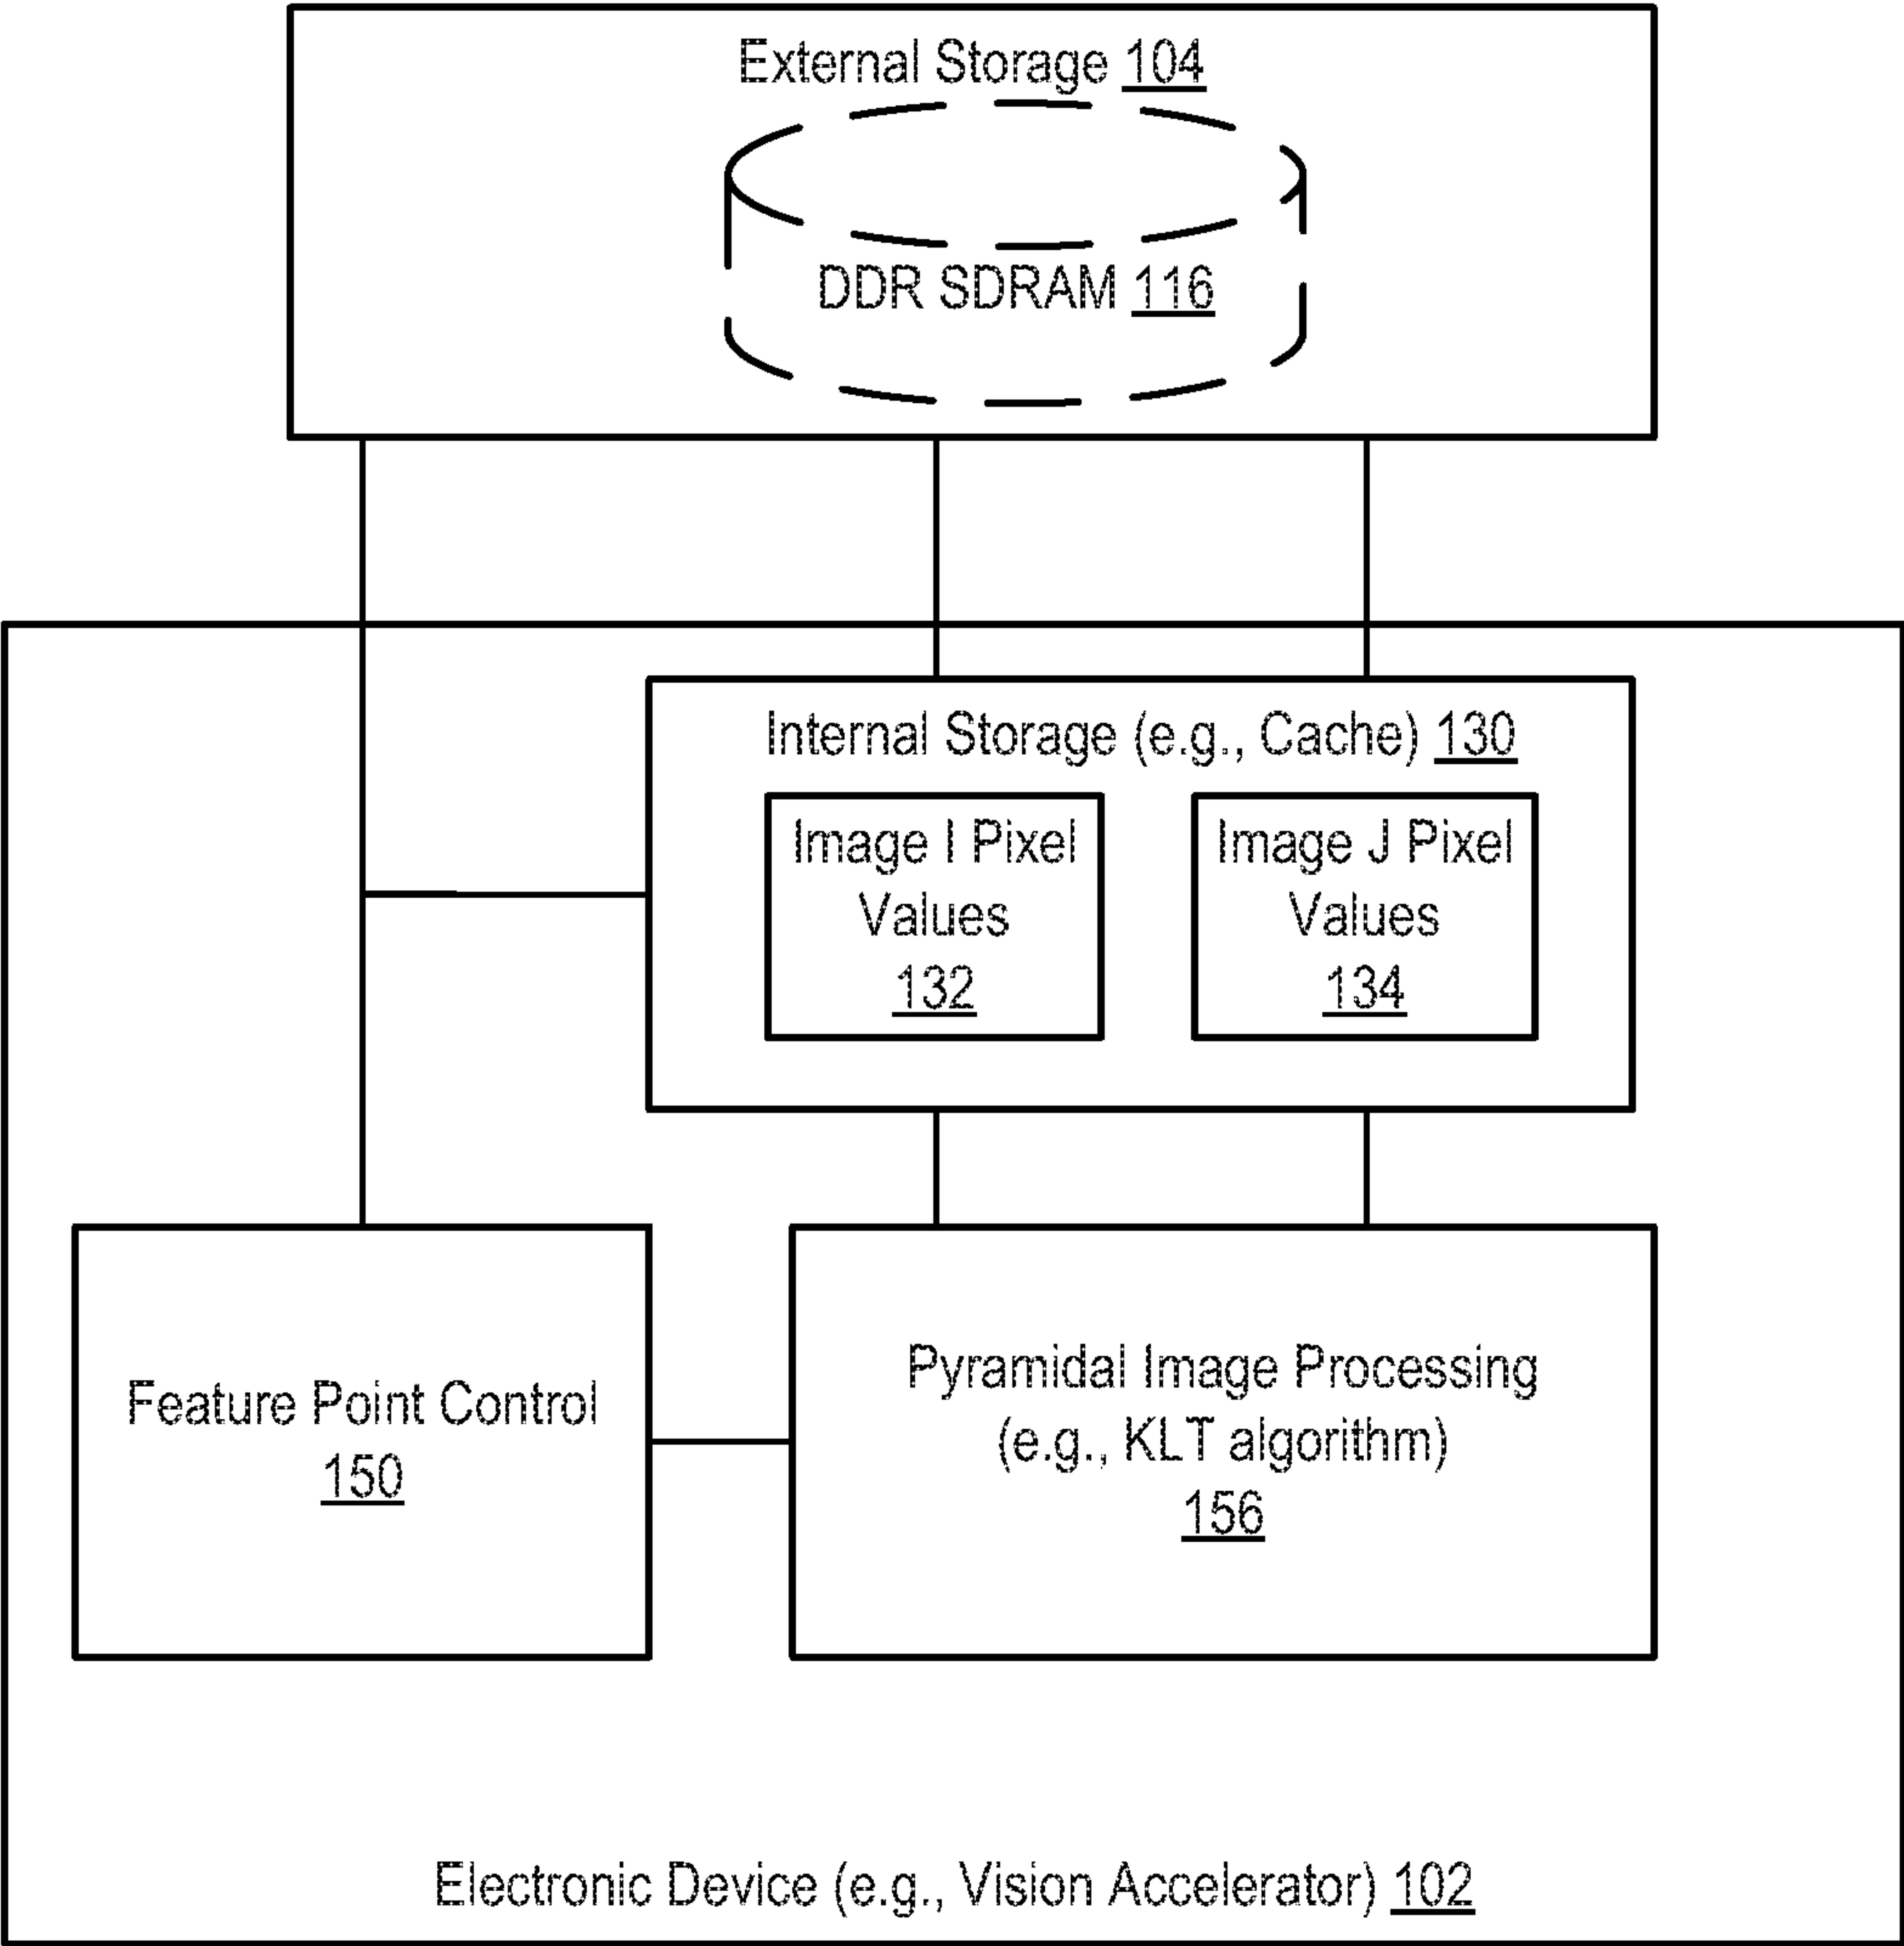 External Storage 104
DDR SDRAM 116
Internal Storage (e.g., Cache) 130
Image I Pixel
Values
132
Image J Pixel
Values
134
Feature Point Control
150
Pyramidal Image Processing
(e.g., KLT algorithm)
156
Electronic Device (e.g., Vision Accelerator) 102